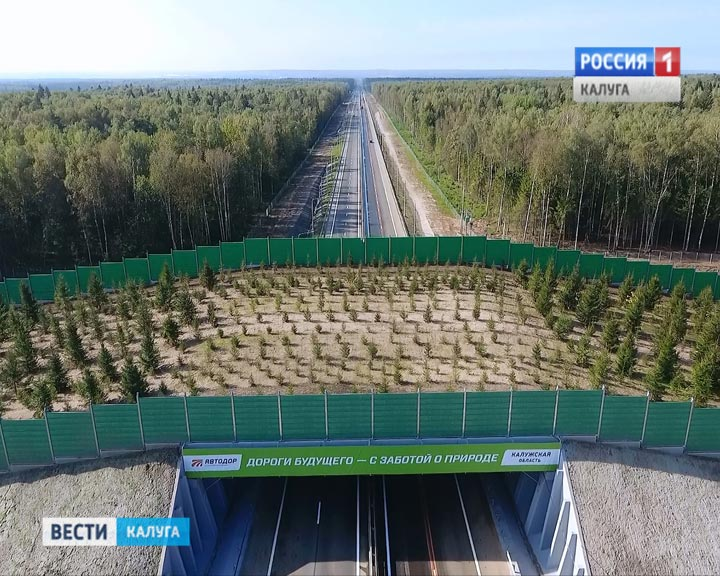 РОССИЯ 1
КАЛУГА
АВТОДОР
ДОРОГИ БУДУЩЕГО — С ЗАБОТОЙ О ПРИРОДЕ
КАЛУЖСКАЯ
ОБЛАСТЬ
ВЕСТИ КАЛУГА